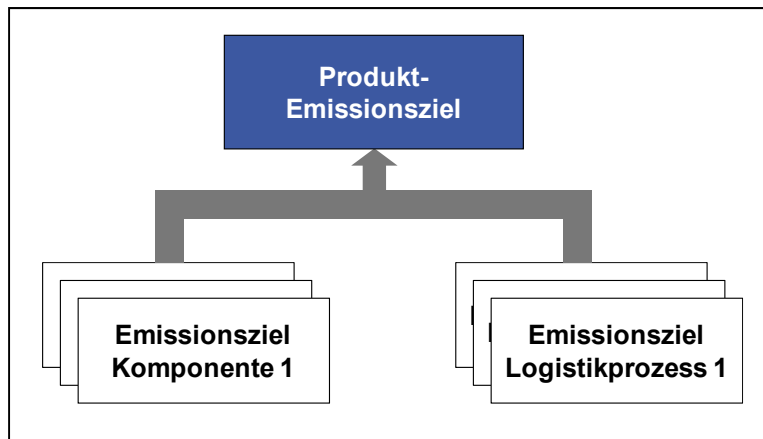 Produkt-
Emissionsziel
Emissionsziel
Komponente 1
Emissionsziel
Logistikprozess 1